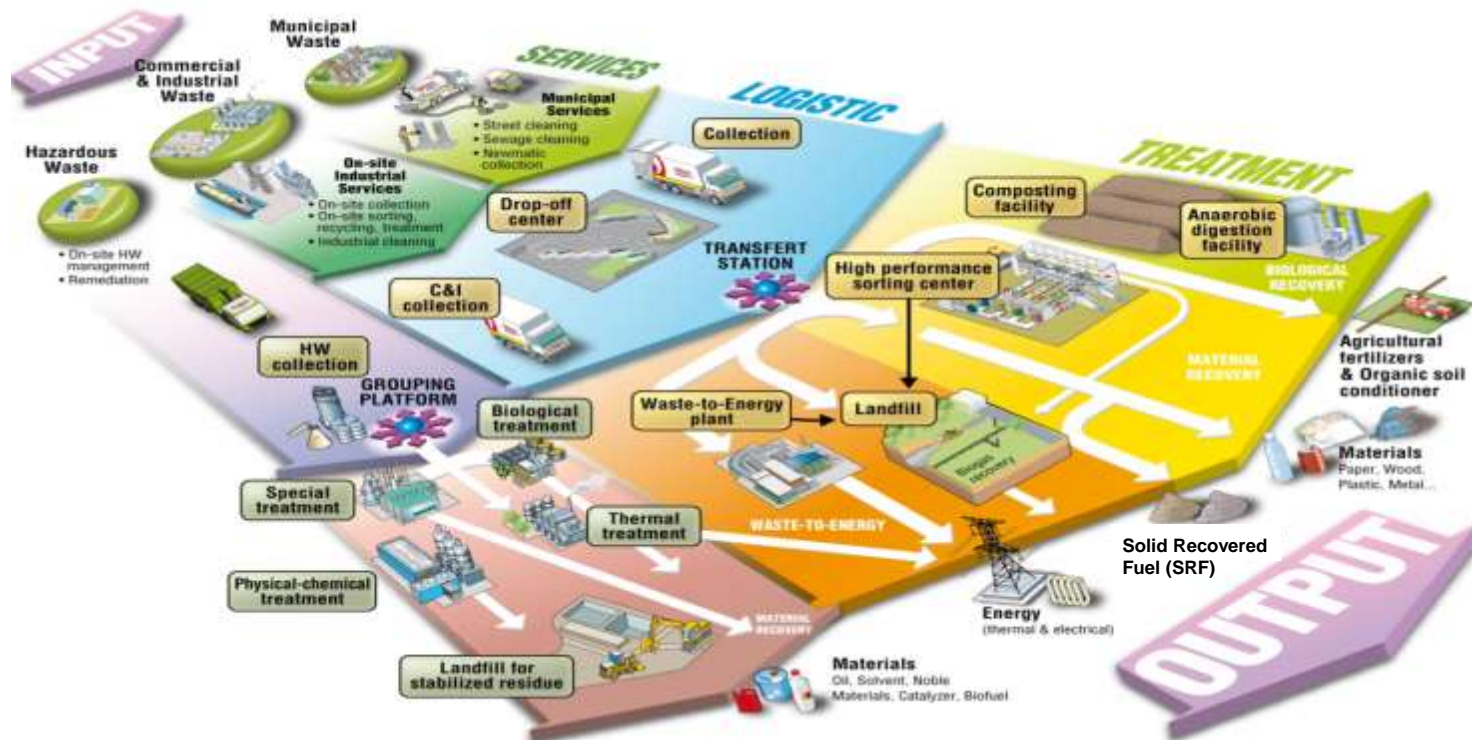 INPUT
Municipal
Waste
Commercial
& Industrial
Waste
Hazardous
Waste
• On-site HW
management
• Remediation
SERVICES
Municipal
Services
• Street cleaning
• Sewage cleaning
• Newmatic
collection
On-site
Industrial
Services
• On-site collection
• On-site sorting,
recycling, treatment
• Industrial cleaning
LOGISTIC
Collection
Drop-off
center
TRANSFERT
STATION
C&I
collection
HW
collection
GROUPING
PLATFORM
TREATMENT
Composting
facility
Anaerobic
digestion
facility
BIOLOGICAL
RECOVERY
High performance
sorting center
MATERIAL
RECOVERY
Waste-to-Energy
plant
Landfill
Biogas
recovery
WASTE-TO-ENERGY
Biological
treatment
Special
treatment
Thermal
treatment
Physical-chemical
treatment
Landfill for
stabilized residue
MATERIAL
RECOVERY
Agricultural
fertilizers
& Organic soil
conditioner
Materials
Paper, Wood,
Plastic, Metal...
Solid Recovered
Fuel (SRF)
Energy
(thermal & electrical)
Materials
Oil, Solvent, Noble
Materials, Catalyzer, Biofuel
OUTPUT